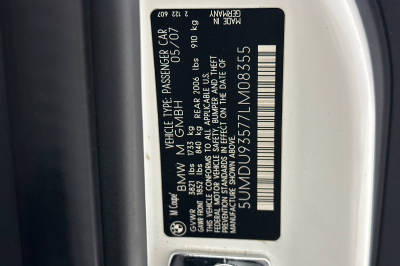 VEHICLE TYPE: PASSENGER CAR
05/07
BMW M GMBH
M Coupé
GVWR 3821 lbs 1733 kg
GAWR FRONT 1852 lbs 840 kg REAR 2006 lbs 910 kg
THIS VEHICLE CONFORMS TO ALL APPLICABLE
FEDERAL MOTOR VEHICLE SAFETY, BUMPER AND
THEFT PREVENTION STANDARDS IN EFFECT ON THE
DATE OF MANUFACTURE SHOWN ABOVE.
5UMDU93577LM08355
MADE IN
GERMANY
2 122 607